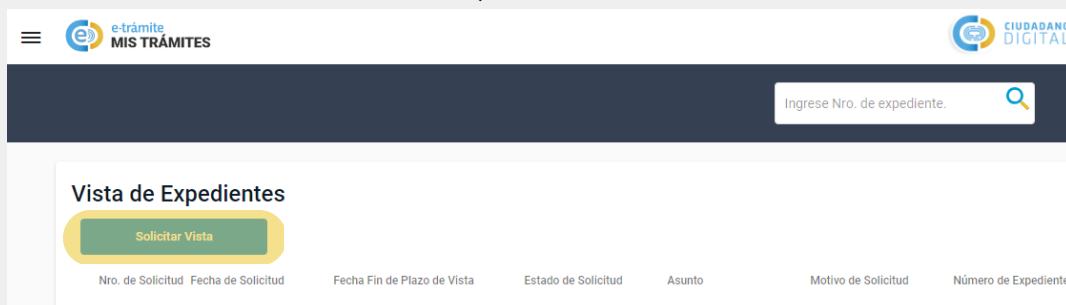 e-trámite
MIS TRÁMITES
CIUDADANO
DIGITAL
Ingrese Nro. de expediente.
Vista de Expedientes
Solicitar Vista
Nro. de Solicitud Fecha de Solicitud Fecha Fin de Plazo de Vista Estado de Solicitud Asunto Motivo de Solicitud Número de Expediente